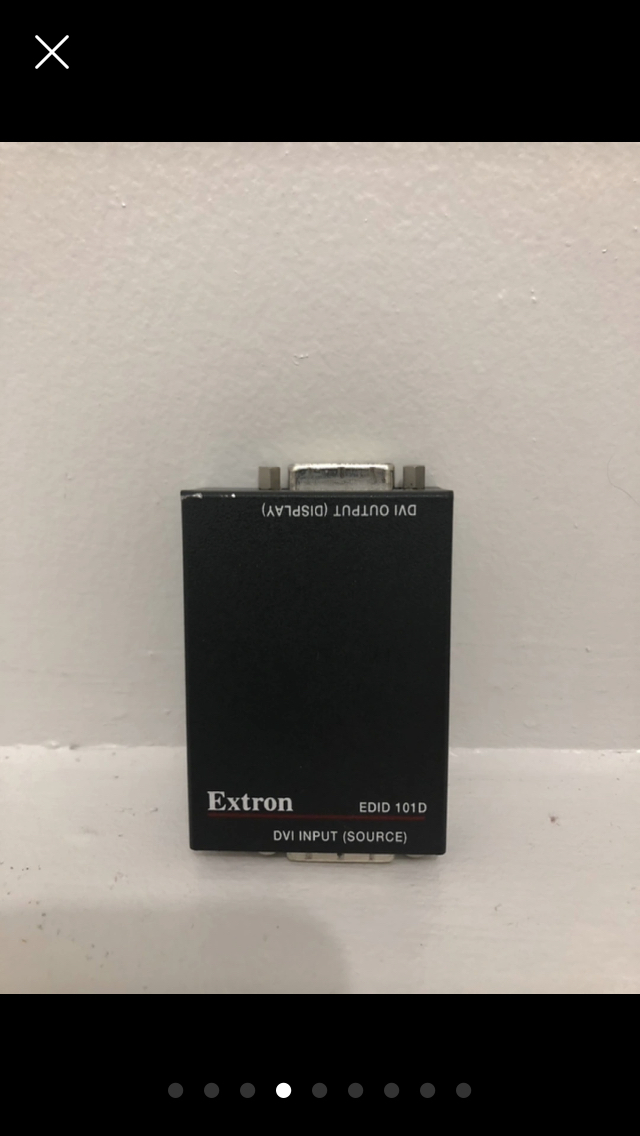 DVI OUTPUT (DISPLAY)
Extron EDID 101D
DVI INPUT (SOURCE)